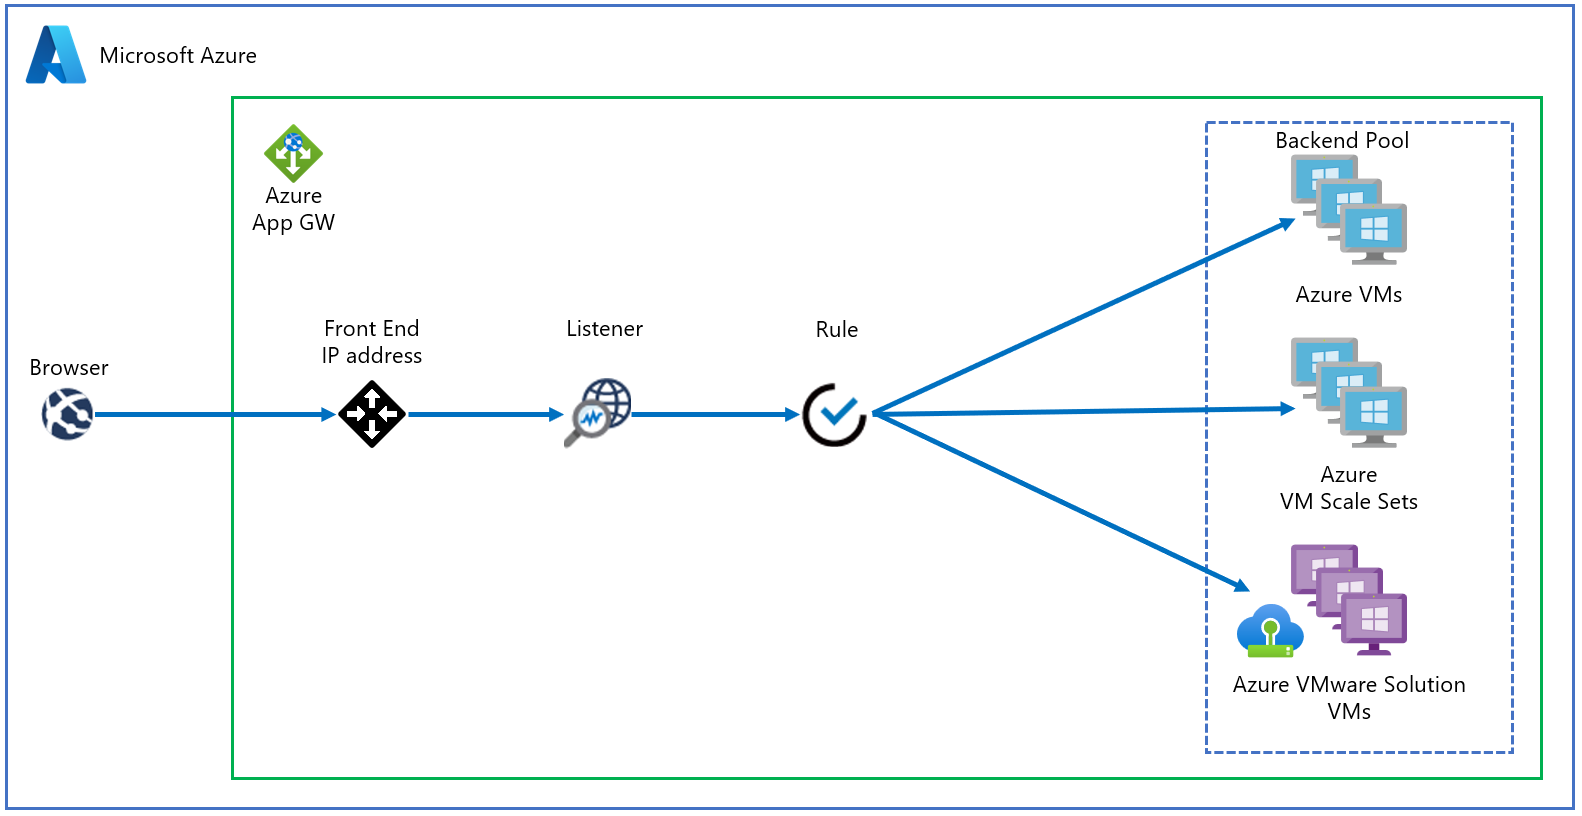 Microsoft Azure
Azure
App GW
Browser
Front End
IP address
Listener
Rule
Backend Pool
Azure VMs
Azure
VM Scale Sets
Azure VMware Solution
VMs